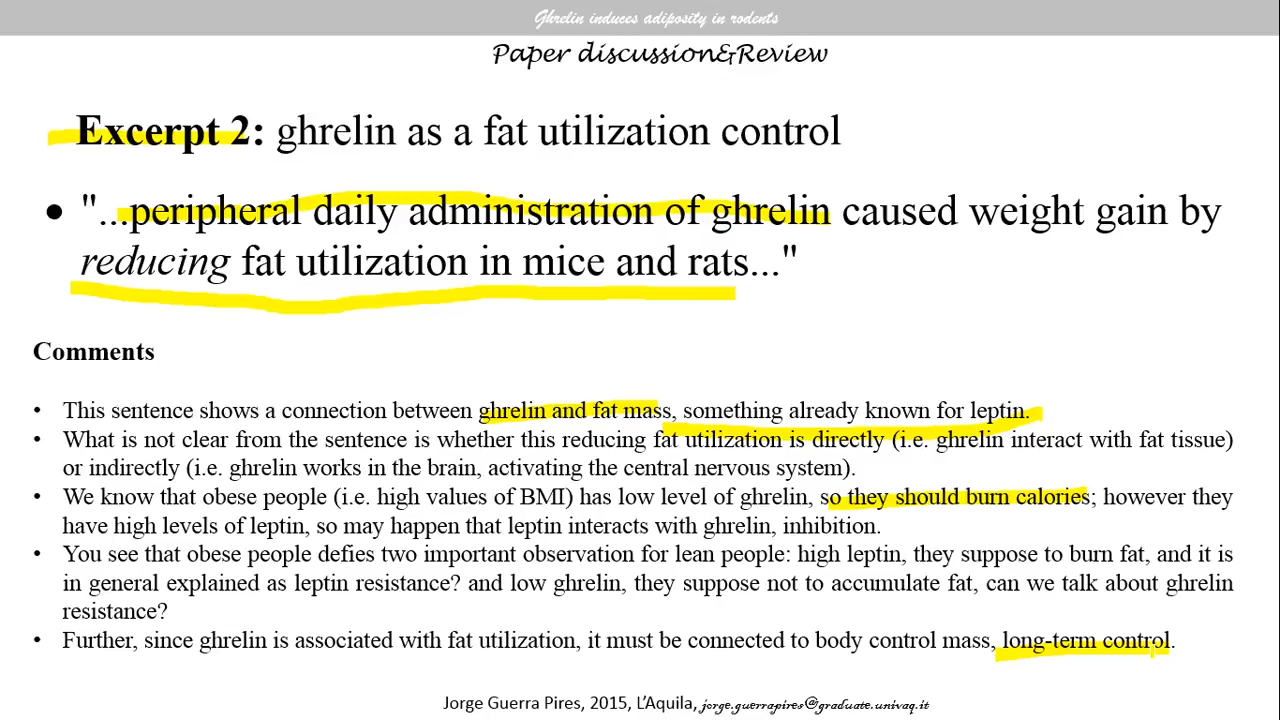 Ghrelin induces adiposity in rodents
Paper discussion&Review
Excerpt 2: ghrelin as a fat utilization control
• "...peripheral daily administration of ghrelin caused weight gain by
reducing fat utilization in mice and rats..."
Comments
• This sentence shows a connection between ghrelin and fat mass, something already known for leptin.
• What is not clear from the sentence is whether this reducing fat utilization is directly (i.e. ghrelin interact with fat tissue)
or indirectly (i.e. ghrelin works in the brain, activating the central nervous system).
• We know that obese people (i.e. high values of BMI) has low level of ghrelin, so they should burn calories; however they
have high levels of leptin, so may happen that leptin interacts with ghrelin, inhibition.
• You see that obese people defies two important observation for lean people: high leptin, they suppose to burn fat, and it is
in general explained as leptin resistance? and low ghrelin, they suppose not to accumulate fat, can we talk about ghrelin
resistance?
• Further, since ghrelin is associated with fat utilization, it must be connected to body control mass, long-term control.
Jorge Guerra Pires, 2015, L'Aquila, jorge.guerrapires@graduate.univaq.it